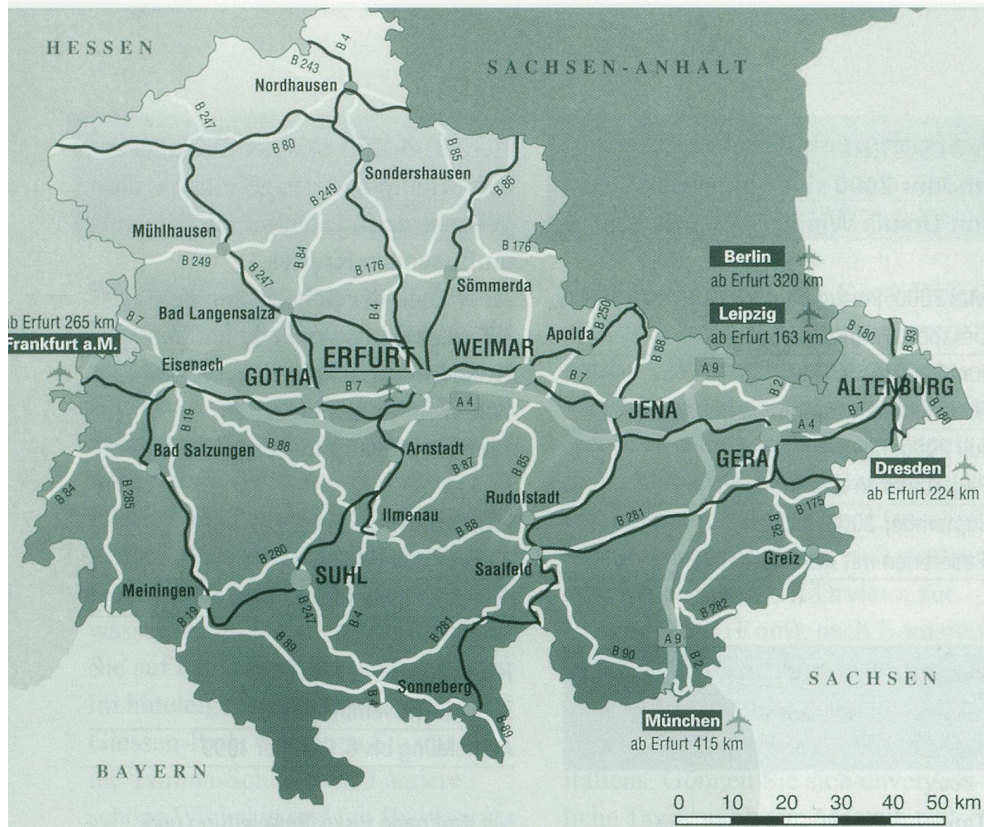 HESSEN
SACHSEN-ANHALT
B 4
B 243
Nordhausen
B 247
B 80
B 85
Sondershausen
B 86
B 249
Mühlhausen
B 249
B 247
B 84
B 176
B 176
Sömmerda
B 4
Bad Langensalza
Berlin
ab Erfurt 320 km
Leipzig
ab Erfurt 163 km
ab Erfurt 265 km
Frankfurt a.M.
B 7
Eisenach
GOTHA
ERFURT
WEIMAR
Apolda
B 250
B 88
B 180
B 93
B 7
A 4
B 7
JENA
A 9
B 2
ALTENBURG
B 7
B 180
A 4
B 19
Bad Salzungen
B 88
Arnstadt
B 87
B 85
GERA
Dresden
ab Erfurt 224 km
B 84
B 285
Ilmenau
Rudolstadt
B 88
B 281
B 92
B 175
Greiz
B 280
SUHL
Saalfeld
Meiningen
B 19
B 247
B 4
B 281
B 282
B 89
A 9
B 2
B 90
Sonneberg
B 4
B 89
SACHSEN
München
ab Erfurt 415 km
BAYERN
0 10 20 30 40 50 km